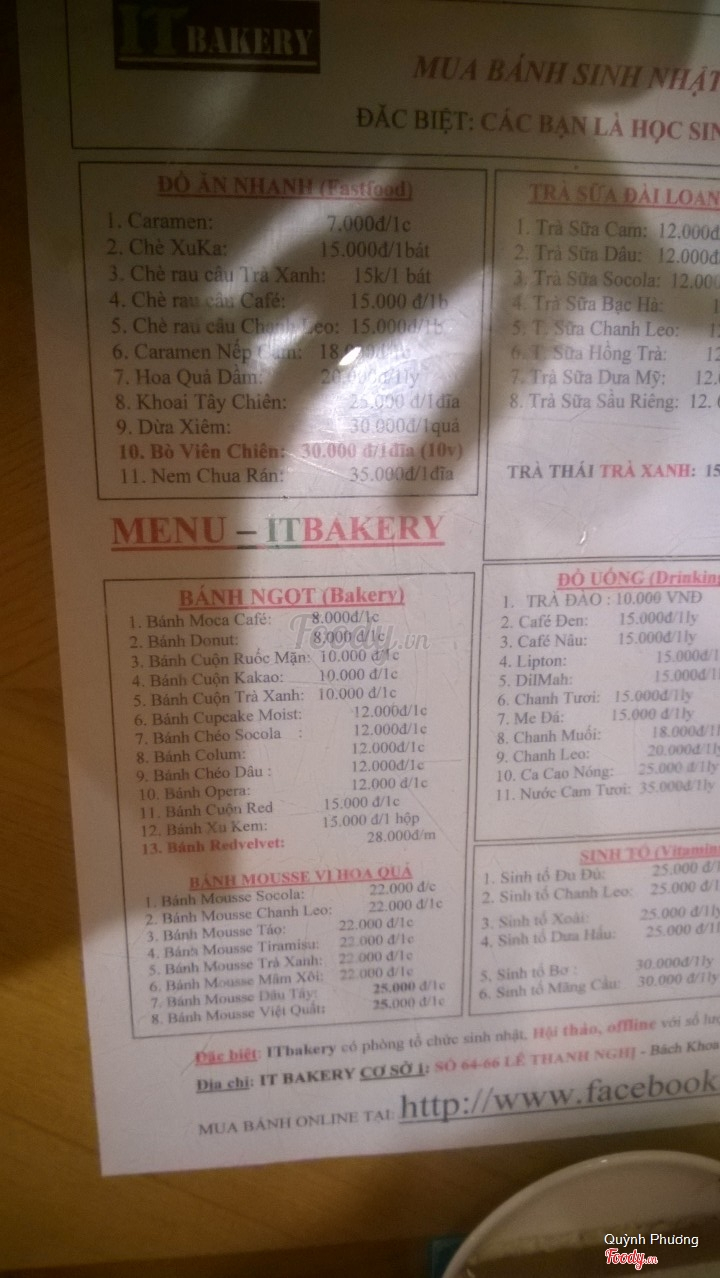 IT BAKERY
MUA BÁNH SINH NHẬT
ĐẶC BIỆT: CÁC BẠN LÀ HỌC SIN
ĐỒ ĂN NHANH (Fastfood)
1. Caramen: 7.000đ/1c
2. Chè XuKa: 15.000đ/1bát
3. Chè rau câu Trà Xanh: 15k/1 bát
4. Chè rau câu Café: 15.000 đ/1b
5. Chè rau câu Chanh Leo: 15.000đ/1b
6. Caramen Nếp Cẩm: 18.000đ/1b
7. Hoa Quả Dầm: 20.000đ/1ly
8. Khoai Tây Chiên: 25.000 đ/1đĩa
9. Dừa Xiêm: 30.000đ/1quả
10. Bò Viên Chiên: 30.000 đ/1đĩa (10v)
11. Nem Chua Rán: 35.000đ/1đĩa
TRÀ SỮA ĐÀI LOAN
1. Trà Sữa Cam: 12.000đ
2. Trà Sữa Dâu: 12.000đ
3. Trà Sữa Socola: 12.000
4. Trà Sữa Bạc Hà: 1
5. T. Sữa Chanh Leo: 1
6. T. Sữa Hồng Trà: 12
7. Trà Sữa Dưa Mỹ: 12.
8. Trà Sữa Sầu Riêng: 12.
TRÀ THÁI TRÀ XANH: 15
MENU – ITBAKERY
BÁNH NGỌT (Bakery)
1. Bánh Moca Café: 8.000đ/1c
2. Bánh Donut: 8.000 đ/1c
3. Bánh Cuộn Ruốc Mặn: 10.000 đ/1c
4. Bánh Cuộn Kakao: 10.000 đ/1c
5. Bánh Cuộn Trà Xanh: 10.000 đ/1c
6. Bánh Cupcake Moist: 12.000đ/1c
7. Bánh Chéo Socola : 12.000đ/1c
8. Bánh Colum: 12.000đ/1c
9. Bánh Chéo Dâu : 12.000đ/1c
10. Bánh Opera: 12.000 đ/1c
11. Bánh Cuộn Red 15.000 đ/1c
12. Bánh Xu Kem: 15.000 đ/1 hộp
13. Bánh Redvelvet: 28.000đ/m
BÁNH MOUSSE VỊ HOA QUẢ
1. Bánh Mousse Socola: 22.000 đ/c
2. Bánh Mousse Chanh Leo: 22.000 đ/1c
3. Bánh Mousse Táo: 22.000 đ/1c
4. Bánh Mousse Tiramisu: 22.000 đ/1c
5. Bánh Mousse Trà Xanh: 22.000 đ/1c
6. Bánh Mousse Mâm Xôi: 22.000 đ/1c
7. Bánh Mousse Dâu Tây: 25.000 đ/1c
8. Bánh Mousse Việt Quất: 25.000 đ/1c
ĐỒ UỐNG (Drinking
1. TRÀ ĐÀO : 10.000 VNĐ
2. Café Đen: 15.000đ/1ly
3. Café Nâu: 15.000đ/1ly
4. Lipton: 15.000đ/1
5. DilMah: 15.000đ/1
6. Chanh Tươi: 15.000đ/1ly
7. Me Đá: 15.000 đ/1ly
8. Chanh Muối: 18.000đ/1
9. Chanh Leo: 20.000đ/1ly
10. Ca Cao Nóng: 25.000 đ/1ly
11. Nước Cam Tươi: 35.000đ/1ly
SINH TỐ (Vitamin
1. Sinh tố Đu Đủ: 25.000 đ/1
2. Sinh tố Chanh Leo: 25.000 đ/1
3. Sinh tố Xoài: 25.000 đ/1ly
4. Sinh tố Dưa Hấu: 25.000 đ/1l
5. Sinh tố Bơ : 30.000đ/1ly
6. Sinh tố Mãng Cầu: 30.000 đ/1ly
Đặc biệt: ITbakery có phòng tổ chức sinh nhật, Hội thảo, offline với số lượ
Địa chỉ: IT BAKERY CƠ SỞ 1: SỐ 64-66 LÊ THANH NGHỊ - Bách Khoa
MUA BÁNH ONLINE TẠI: http://www.facebook
Foody.vn
Quỳnh Phương
Foody.vn